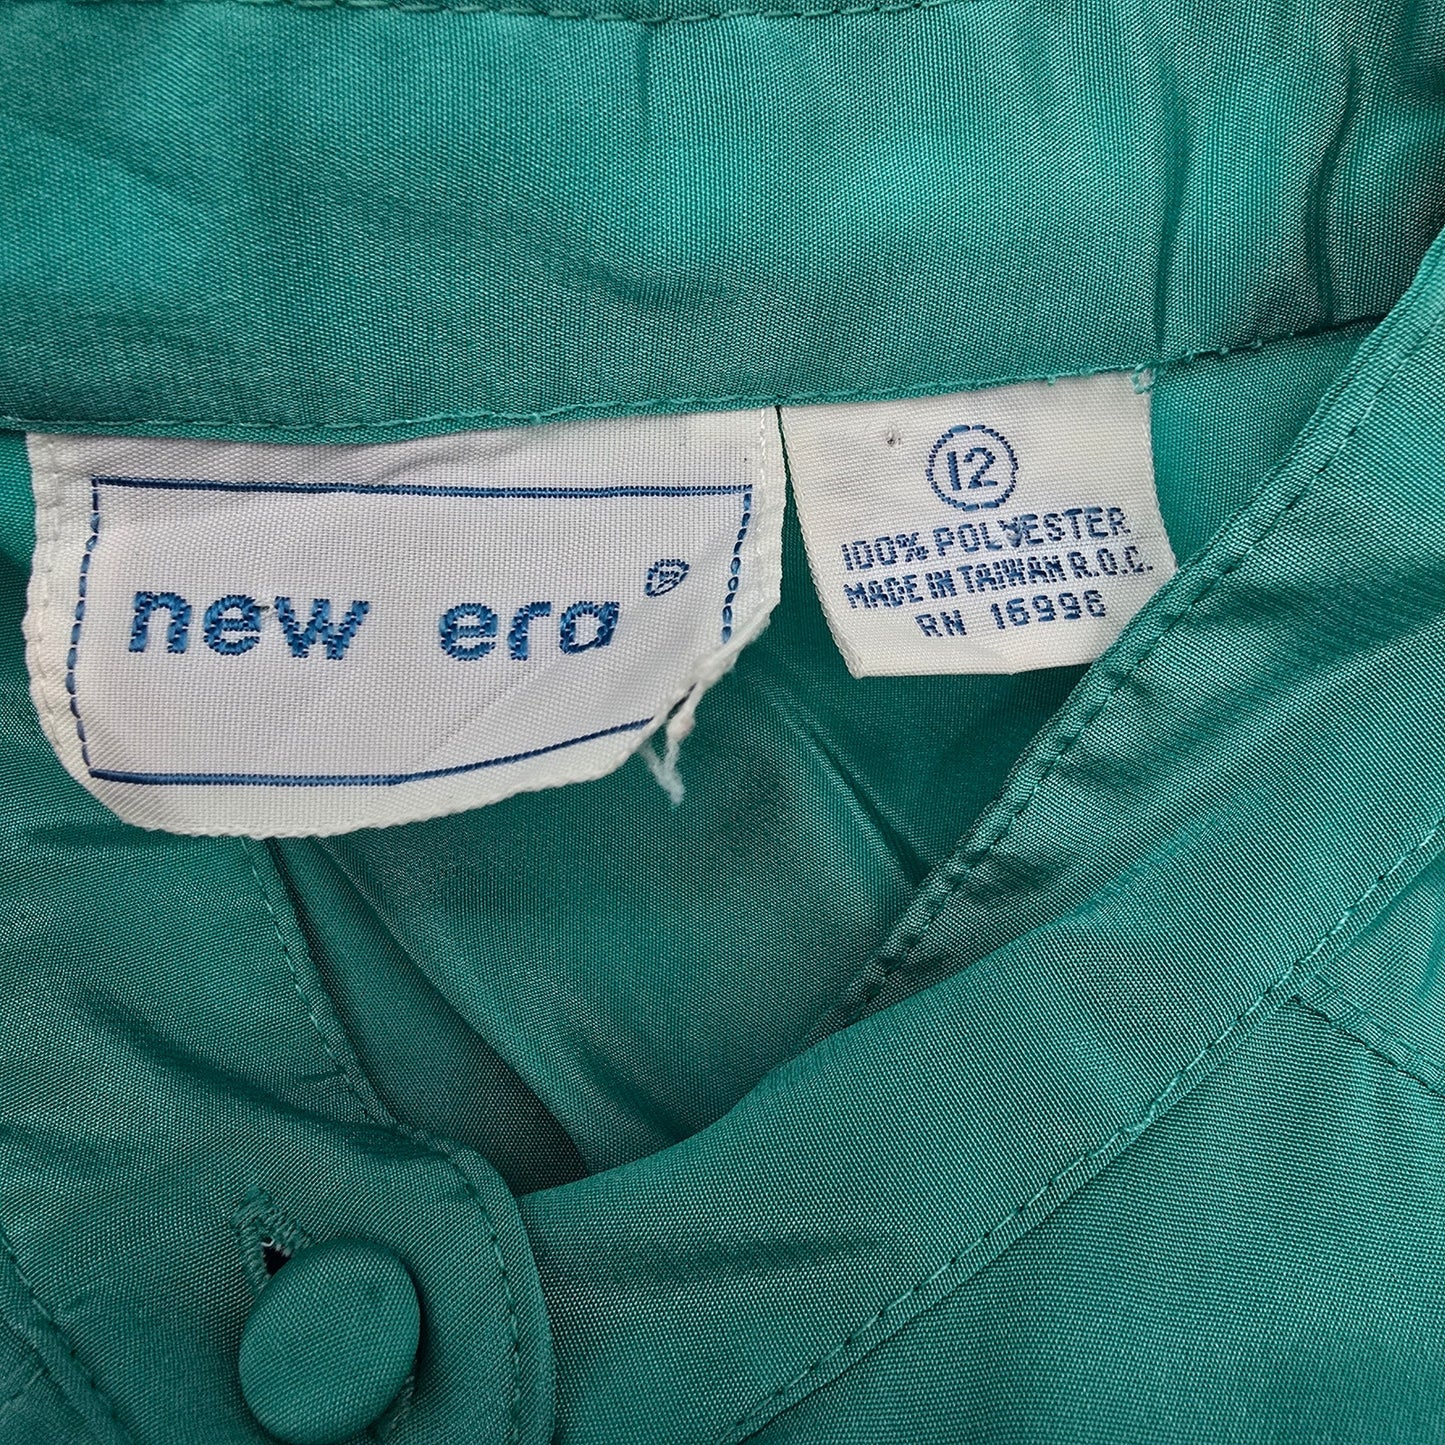 new era®
12
100% POLYESTER
MADE IN TAIWAN R.O.C.
RN 16996